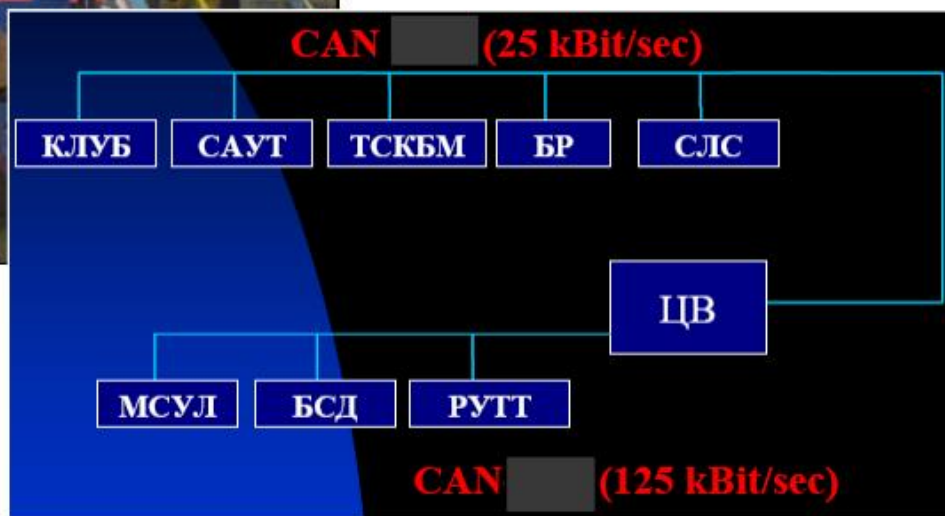 CAN (25 kBit/sec)
КЛУБ САУТ ТСКБМ БР СЛС
ЦВ
МСУЛ БСД РУТТ
CAN (125 kBit/sec)